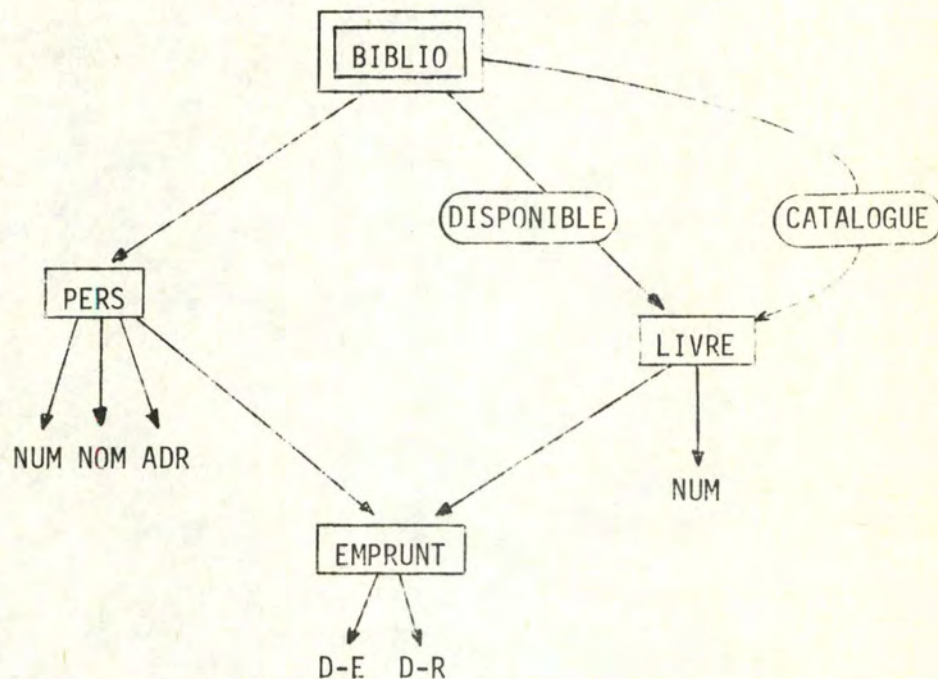 BIBLIO
DISPONIBLE
CATALOGUE
PERS
LIVRE
NUM NOM ADR
NUM
EMPRUNT
D-E D-R